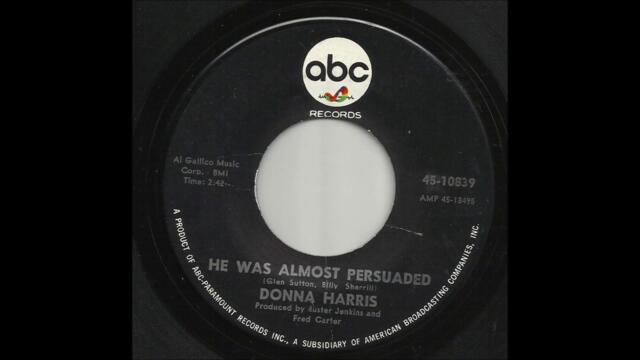 abc
RECORDS
Al Gallico Music
Corp. - BMI
Time: 2:42
45-10839
AMP 45-13495
HE WAS ALMOST PERSUADED
(Glen Sutton, Billy Sherrill)
DONNA HARRIS
Produced by Buster Jenkins and
Fred Carter
A PRODUCT OF ABC-PARAMOUNT RECORDS INC., A SUBSIDIARY OF AMERICAN BROADCASTING COMPANIES, INC.